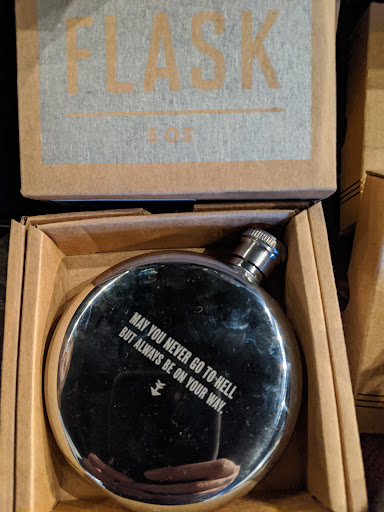 FLASK
5 OZ
MAY YOU NEVER GO TO HELL
BUT ALWAYS BE ON YOUR WAY.